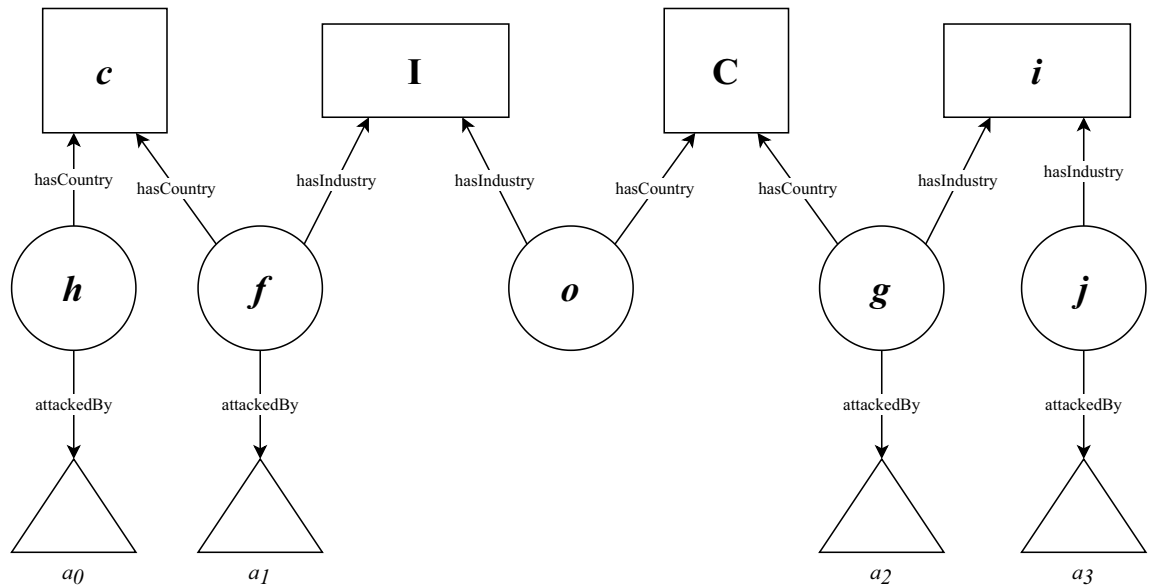 c
I
C
i
hasCountry
hasCountry
hasIndustry
hasIndustry
hasCountry
hasCountry
hasIndustry
hasIndustry
h
f
o
g
j
attackedBy
attackedBy
attackedBy
attackedBy
a0
a1
a2
a3